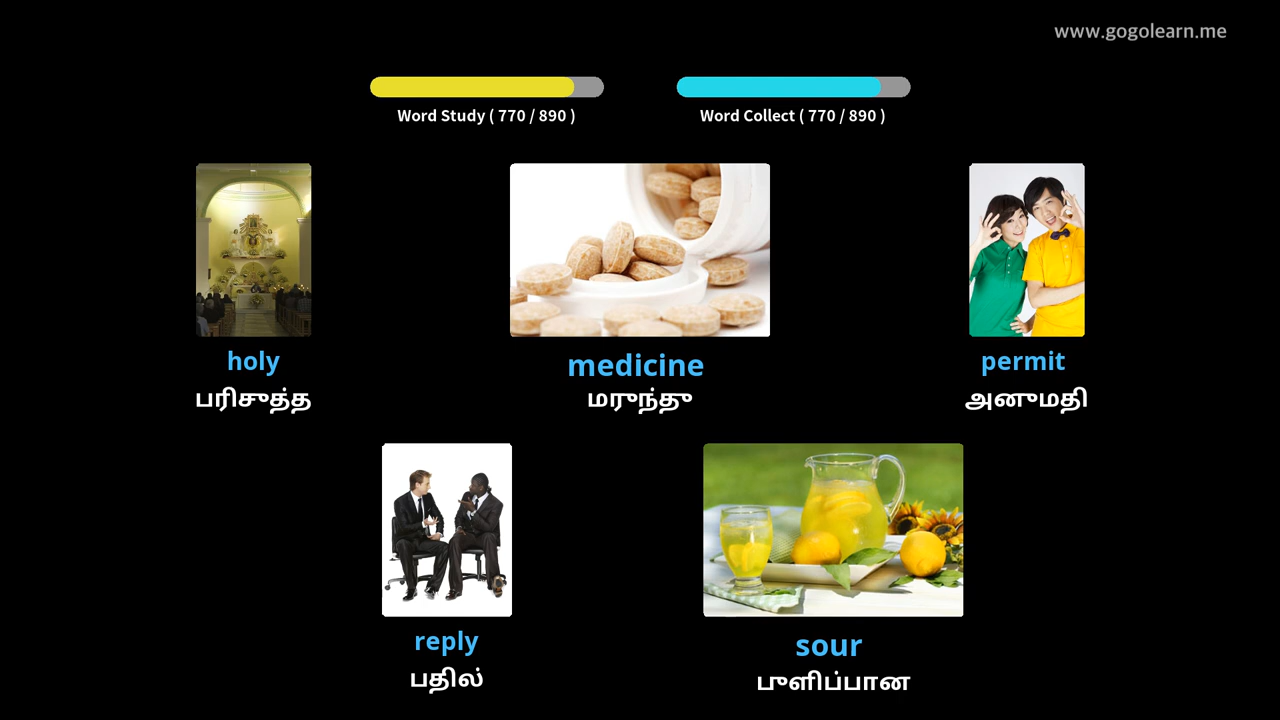 www.gogolearn.me
Word Study ( 770 / 890 )
Word Collect ( 770 / 890 )
holy
பரிசுத்த
medicine
மருந்து
permit
அனுமதி
reply
பதில்
sour
புளிப்பான